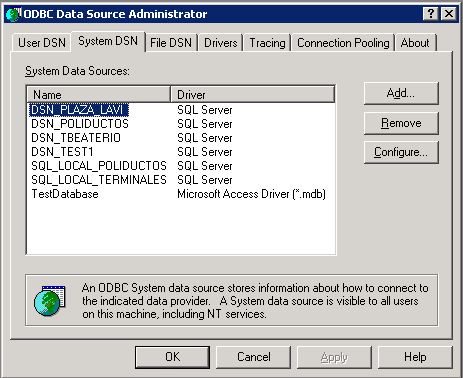 ODBC Data Source Administrator
User DSN System DSN File DSN Drivers Tracing Connection Pooling About
System Data Sources:
Name Driver
DSN_PLAZA_LAVI SQL Server
DSN_POLIDUCTOS SQL Server
DSN_TBEATERIO SQL Server
DSN_TEST1 SQL Server
SQL_LOCAL_POLIDUCTOS SQL Server
SQL_LOCAL_TERMINALES SQL Server
TestDatabase Microsoft Access Driver (*.mdb)
Add...
Remove
Configure...
An ODBC System data source stores information about how to connect to
the indicated data provider. A System data source is visible to all users
on this machine, including NT services.
OK Cancel Apply Help